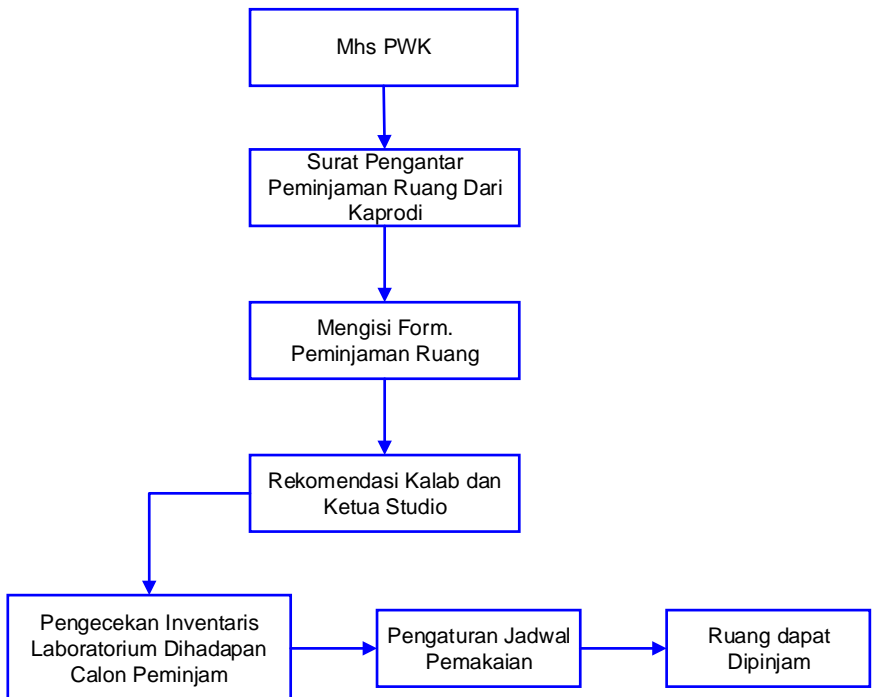 Mhs PWK
Surat Pengantar
Peminjaman Ruang Dari
Kaprodi
Mengisi Form.
Peminjaman Ruang
Rekomendasi Kalab dan
Ketua Studio
Pengecekan Inventaris
Laboratorium Dihadapan
Calon Peminjam
Pengaturan Jadwal
Pemakaian
Ruang dapat
Dipinjam